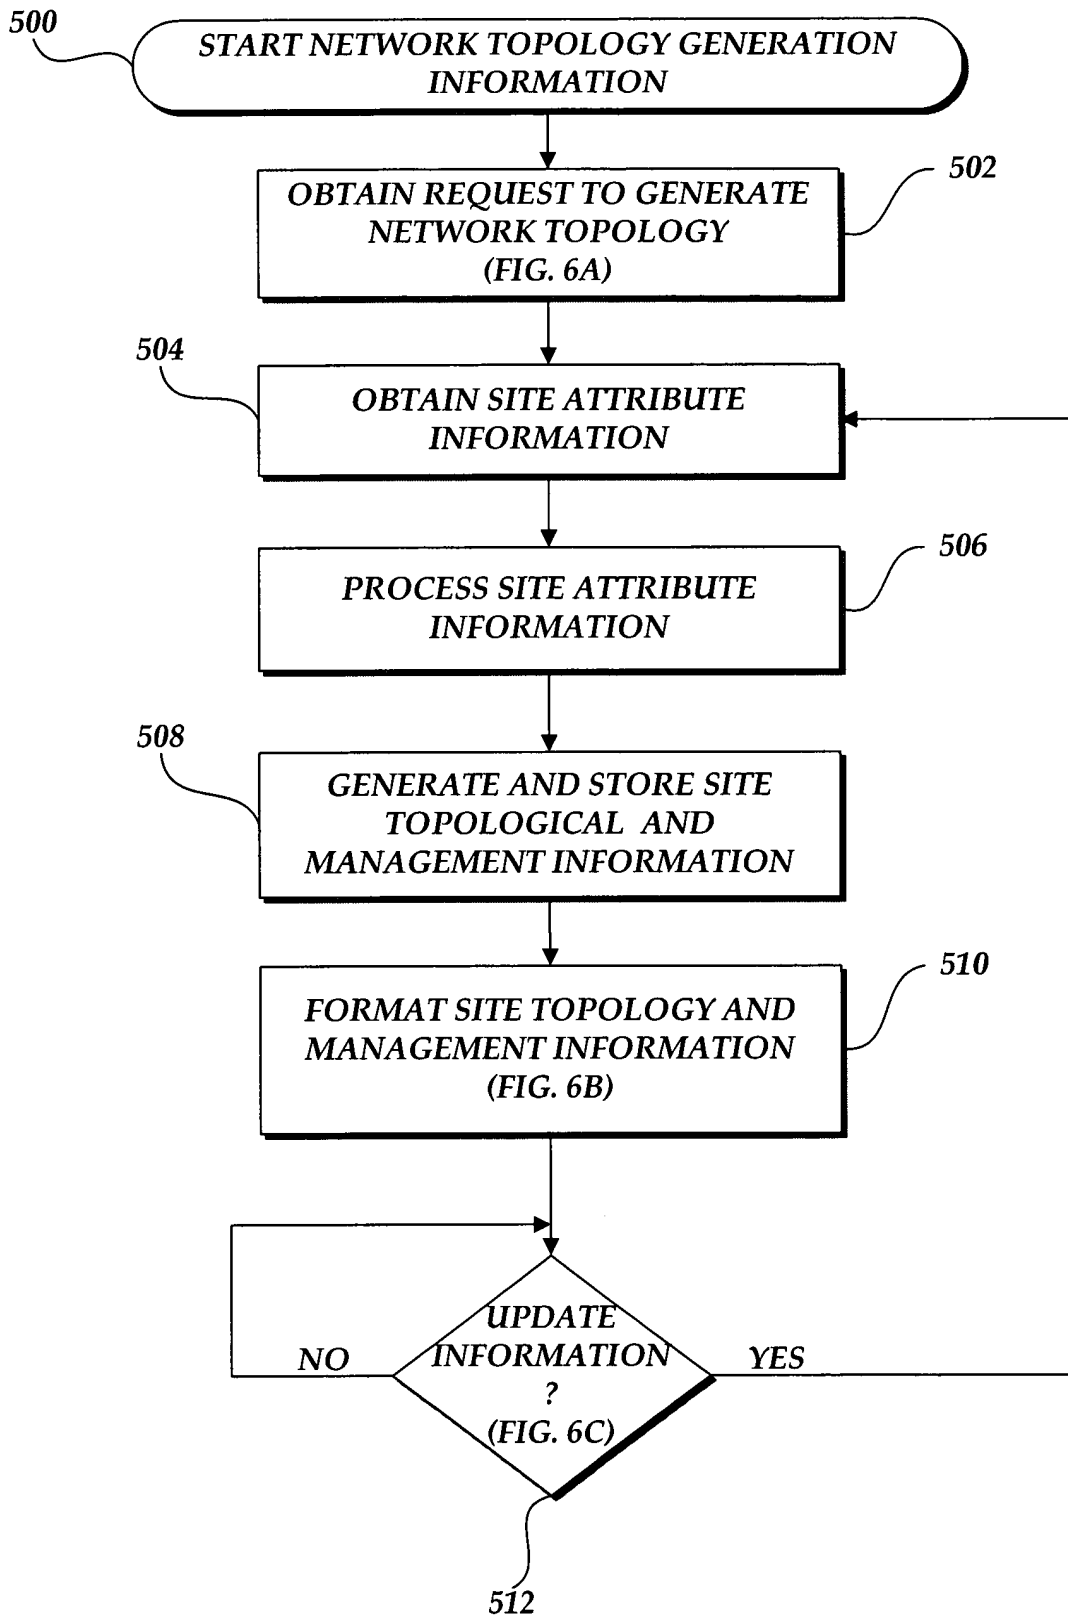 500
START NETWORK TOPOLOGY GENERATION
INFORMATION
502
OBTAIN REQUEST TO GENERATE
NETWORK TOPOLOGY
(FIG. 6A)
504
OBTAIN SITE ATTRIBUTE
INFORMATION
506
PROCESS SITE ATTRIBUTE
INFORMATION
508
GENERATE AND STORE SITE
TOPOLOGICAL AND
MANAGEMENT INFORMATION
510
FORMAT SITE TOPOLOGY AND
MANAGEMENT INFORMATION
(FIG. 6B)
UPDATE
INFORMATION
?
(FIG. 6C)
NO
YES
512